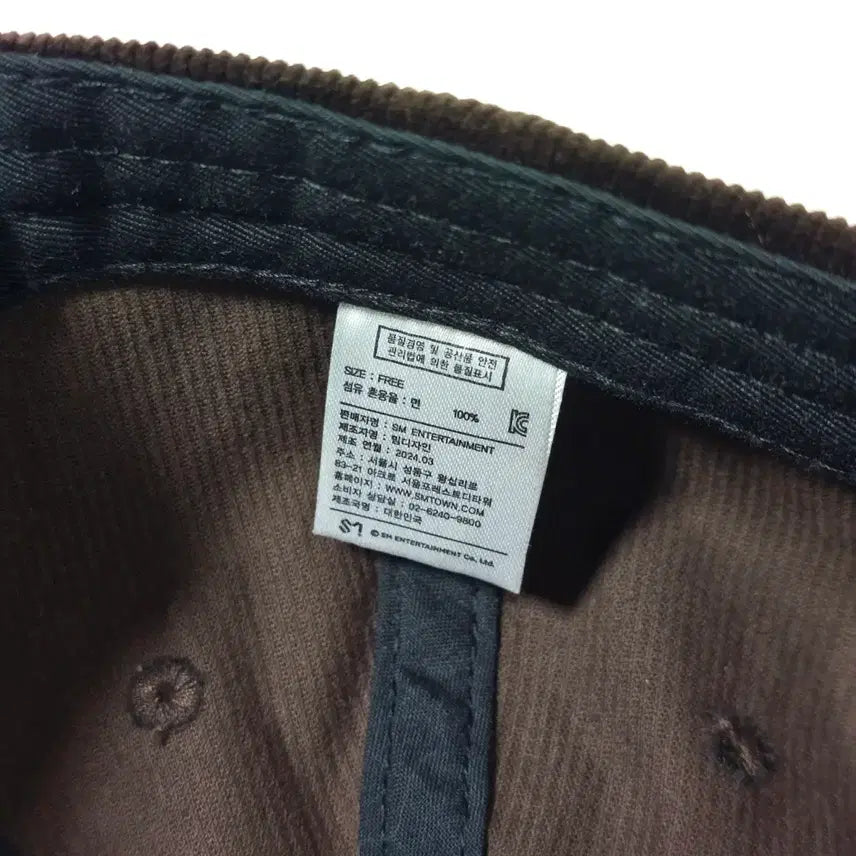 품질경영 및 공산품 안전
관리법에 의한 품질표시
SIZE : FREE
섬유 혼용율 : 면 100%
판매자명 : SM ENTERTAINMENT
제조자명 : 빔디자인
제조 연월 : 2024.03
주소 : 서울시 성동구 왕십리로
83-21 아크로 서울포레스트디타워
홈페이지 : WWW.SMTOWN.COM
소비자 상담실 : 02-6240-9800
제조국명 : 대한민국
SM © SM ENTERTAINMENT Co., Ltd.